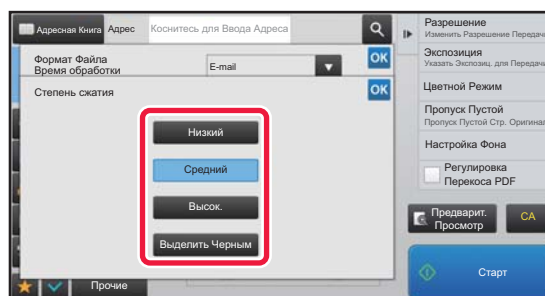 Адресная Книга
Адрес
Коснитесь для Ввода Адреса
Формат Файла
Время обработки
E-mail
OK
Степень сжатия
OK
Низкий
Средний
Высок.
Выделить Черным
Прочие
Разрешение
Изменить Разрешение Передачи
Экспозиция
Указать Экспозиц. для Передачи
Цветной Режим
Пропуск Пустой
Пропуск Пустой Стр. Оригинал
Настройка Фона
Регулировка
Перекоса PDF
Предварит.
Просмотр
CA
Старт